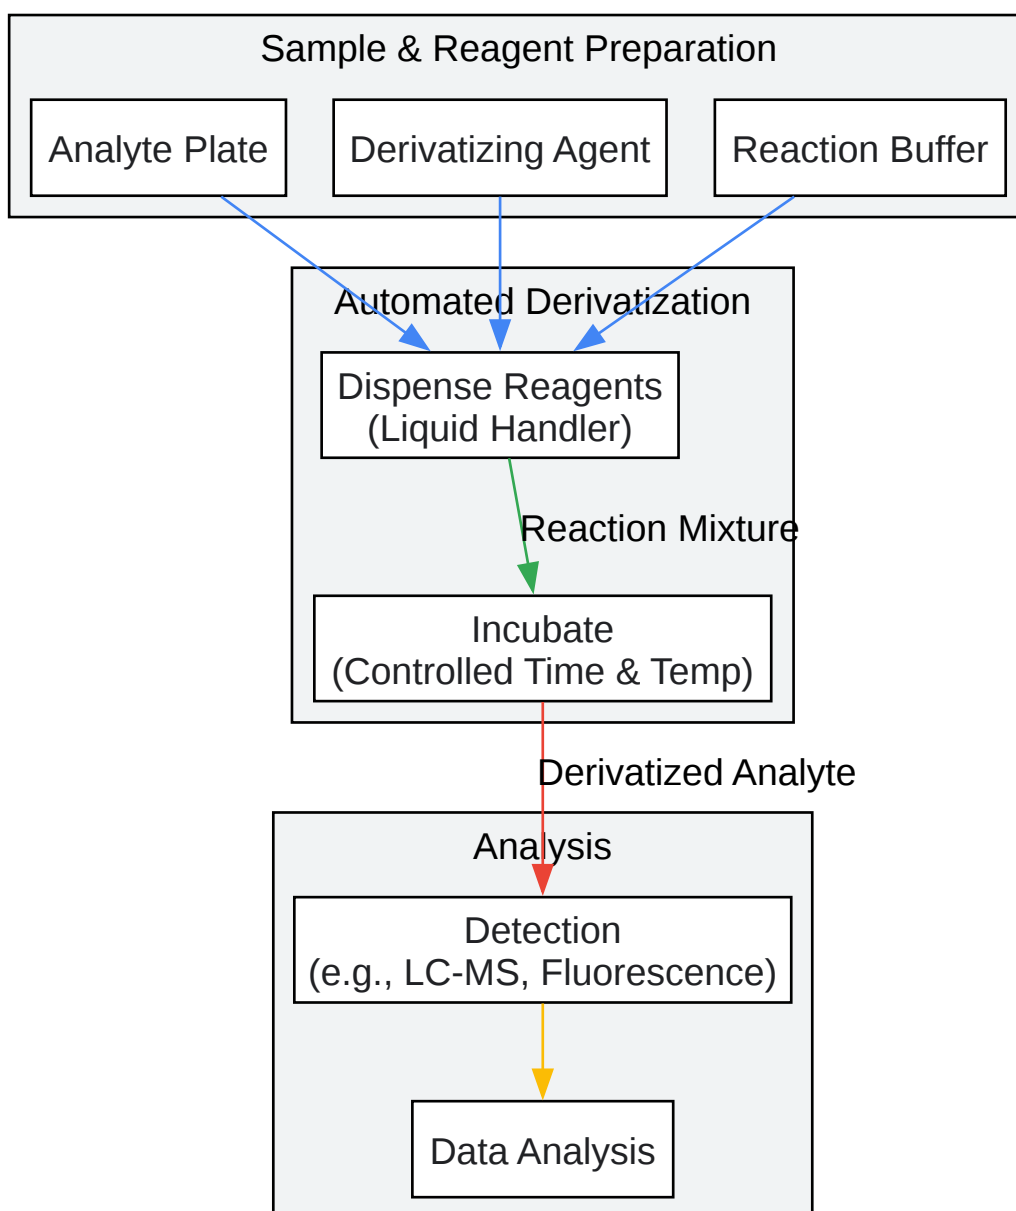 Sample & Reagent Preparation
Analyte Plate
Derivatizing Agent
Reaction Buffer
Automated Derivatization
Dispense Reagents
(Liquid Handler)
Reaction Mixture
Incubate
(Controlled Time & Temp)
Derivatized Analyte
Analysis
Detection
(e.g., LC-MS, Fluorescence)
Data Analysis